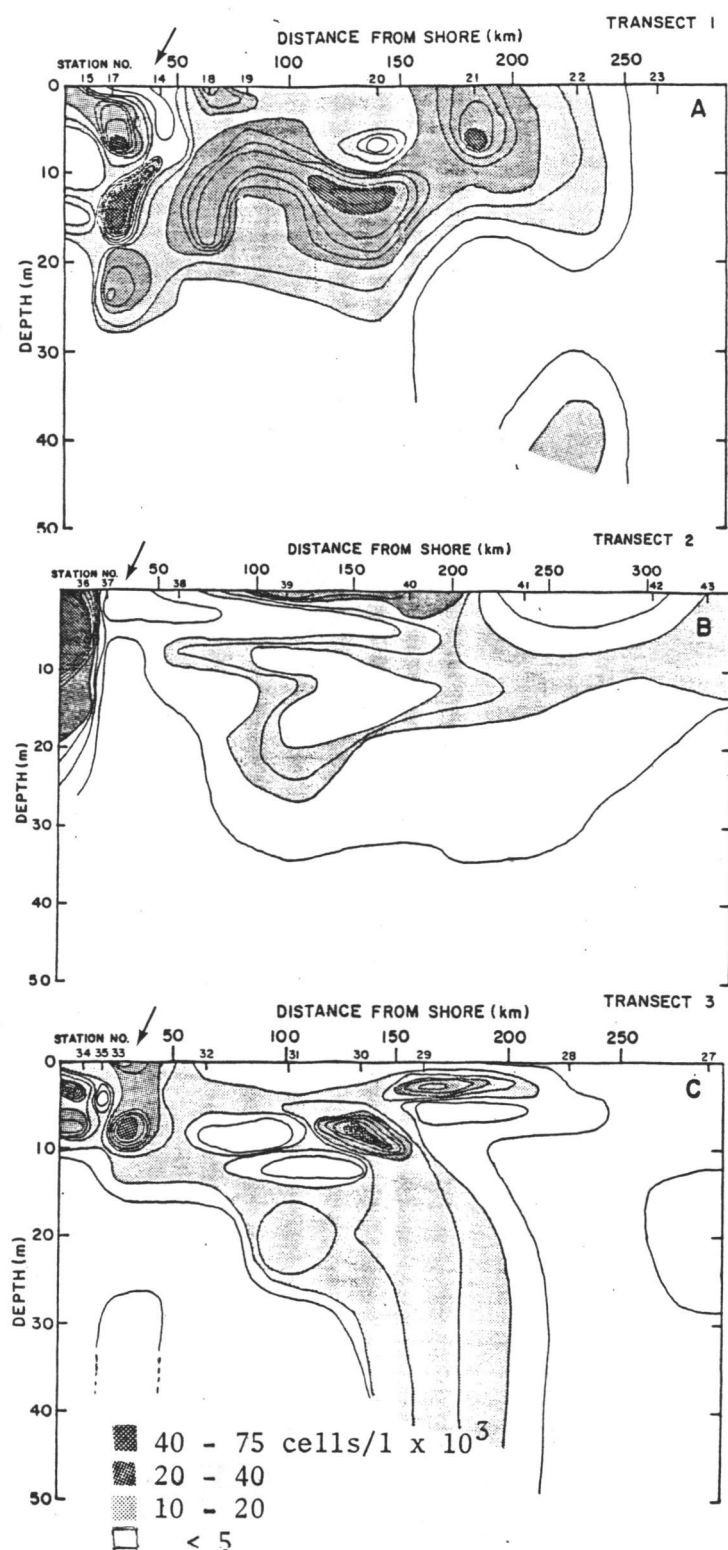 TRANSECT 1
DISTANCE FROM SHORE (km)
STATION NO. 50 100 150 200 250
15 17 14 18 19 20 21 22 23
A
0
10
20
30
40
50
DEPTH (m)
TRANSECT 2
DISTANCE FROM SHORE (km)
STATION NO. 50 100 150 200 250 300
36 37 38 39 40 41 42 43
B
0
10
20
30
40
50
DEPTH (m)
TRANSECT 3
DISTANCE FROM SHORE (km)
STATION NO. 50 100 150 200 250
34 35 33 32 31 30 29 28 27
C
0
10
20
30
40
50
DEPTH (m)
40 - 75 cells/l x 10³
20 - 40
10 - 20
< 5